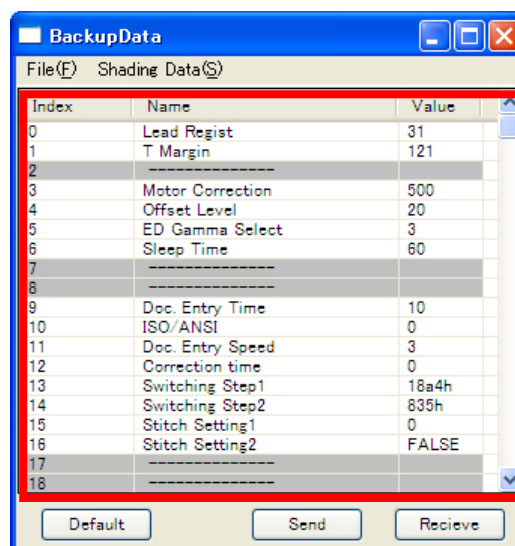 BackupData
File(F) Shading Data(S)
Index Name Value
0 Lead Regist 31
1 T Margin 121
2 --------------
3 Motor Correction 500
4 Offset Level 20
5 ED Gamma Select 3
6 Sleep Time 60
7 --------------
8 --------------
9 Doc. Entry Time 10
10 ISO/ANSI 0
11 Doc. Entry Speed 3
12 Correction time 0
13 Switching Step1 18a4h
14 Switching Step2 835h
15 Stitch Setting1 0
16 Stitch Setting2 FALSE
17 --------------
18 --------------
Default Send Recieve